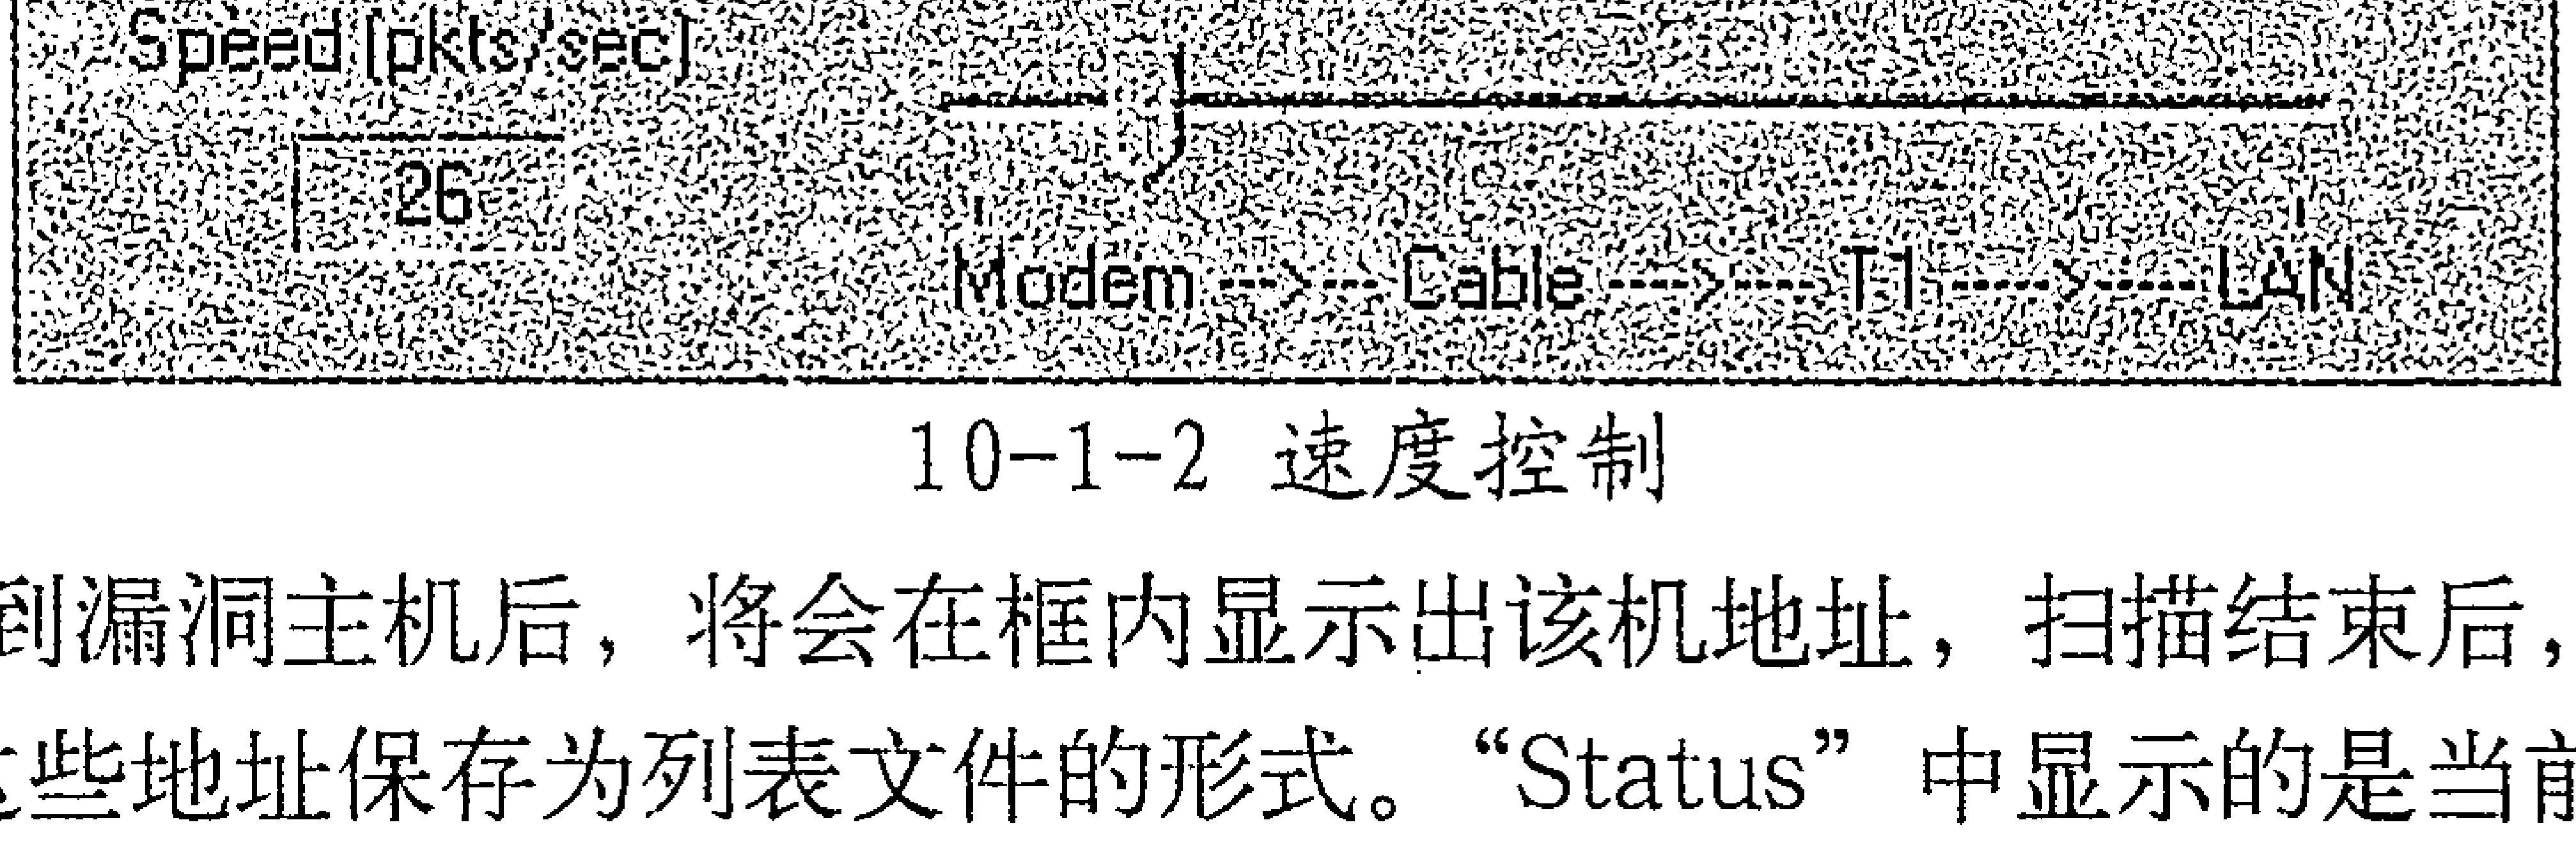 Speed [pkts/sec]
26
Modem --->--- Cable ---->---- T1 ----->----- LAN
10-1-2 速度控制
到漏洞主机后，将会在框内显示出该机地址，扫描结束后，
些地址保存为列表文件的形式。“Status”中显示的是当前